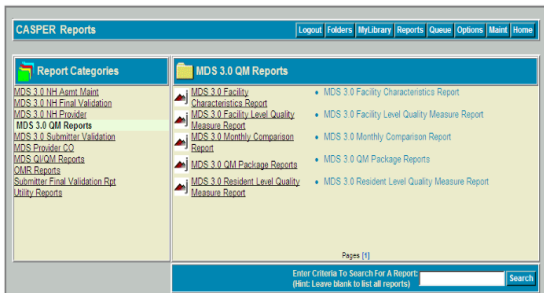 CASPER Reports
Logout Folders MyLibrary Reports Queue Options Maint Home
Report Categories
MDS 3.0 NH Asmt Maint
MDS 3.0 NH Final Validation
MDS 3.0 NH Provider
MDS 3.0 QM Reports
MDS 3.0 Submitter Validation
MDS Provider CO
MDS QI/QM Reports
OMR Reports
Submitter Final Validation Rpt
Utility Reports
MDS 3.0 QM Reports
MDS 3.0 Facility
Characteristics Report
• MDS 3.0 Facility Characteristics Report
MDS 3.0 Facility Level Quality
Measure Report
• MDS 3.0 Facility Level Quality Measure Report
MDS 3.0 Monthly Comparison
Report
• MDS 3.0 Monthly Comparison Report
MDS 3.0 QM Package Reports
• MDS 3.0 QM Package Reports
MDS 3.0 Resident Level Quality
Measure Report
• MDS 3.0 Resident Level Quality Measure Report
Pages [1]
Enter Criteria To Search For A Report:
(Hint: Leave blank to list all reports)
Search